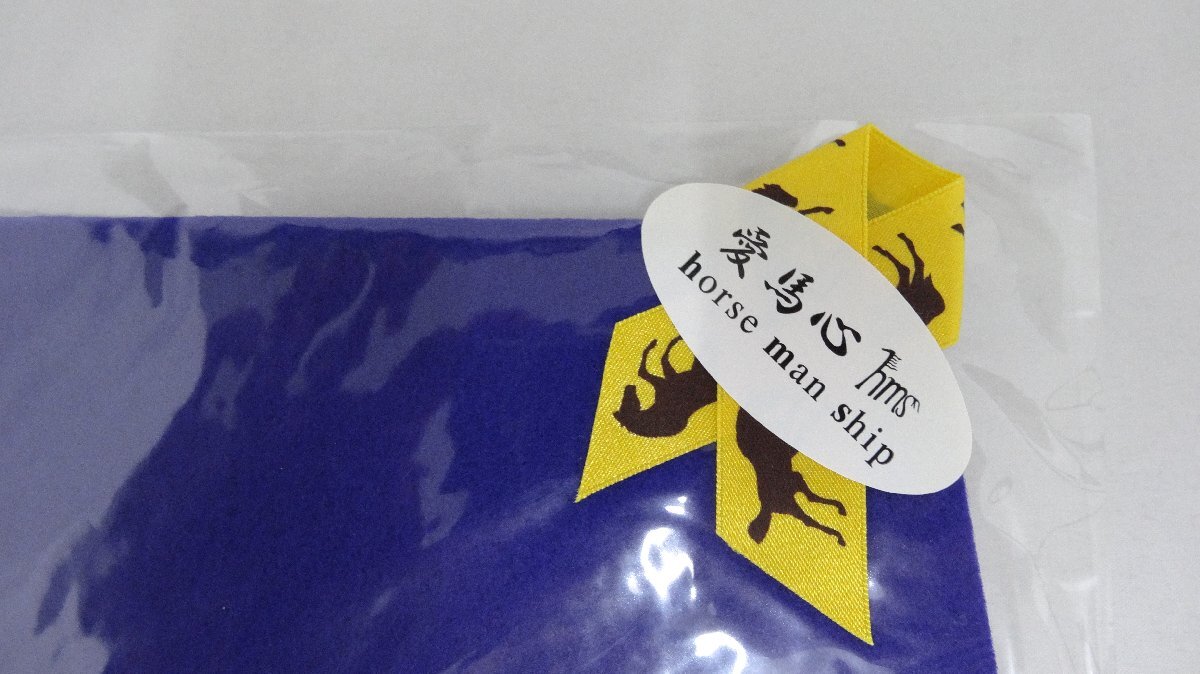 愛馬心
hms
horse man ship